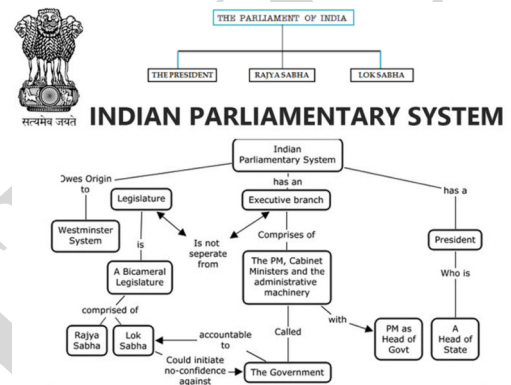 THE PARLIAMENT OF INDIA
THE PRESIDENT
RAJYA SABHA
LOK SABHA
सत्यमेव जयते
INDIAN PARLIAMENTARY SYSTEM
Indian
Parliamentary System
Owes Origin
to
has an
has a
Legislature
Executive branch
Westminster
System
is
Is not
seperate
from
Comprises of
President
A Bicameral
Legislature
The PM, Cabinet
Ministers and the
administrative
machinery
Who is
comprised of
with
Rajya
Sabha
Lok
Sabha
accountable
to
Called
PM as
Head of
Govt
A
Head of
State
Could initiate
no-confidence
against
The Government